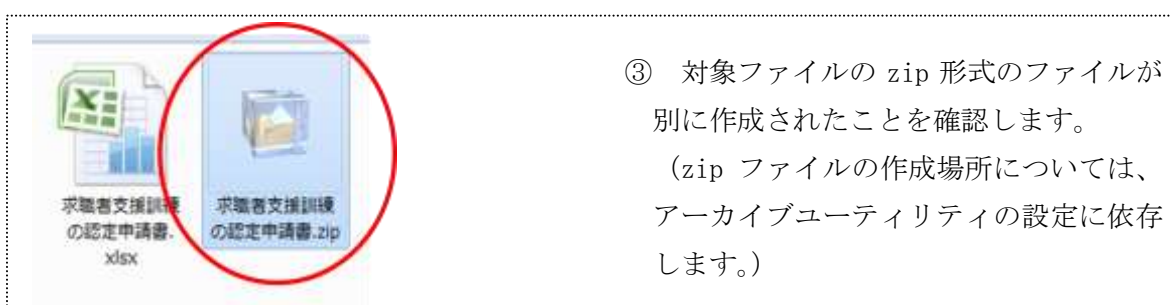 求職者支援訓練
の認定申請書.
xlsx
求職者支援訓練
の認定申請書.zip
③　対象ファイルの zip 形式のファイルが
別に作成されたことを確認します。
（zip ファイルの作成場所については、
アーカイブユーティリティの設定に依存
します。）